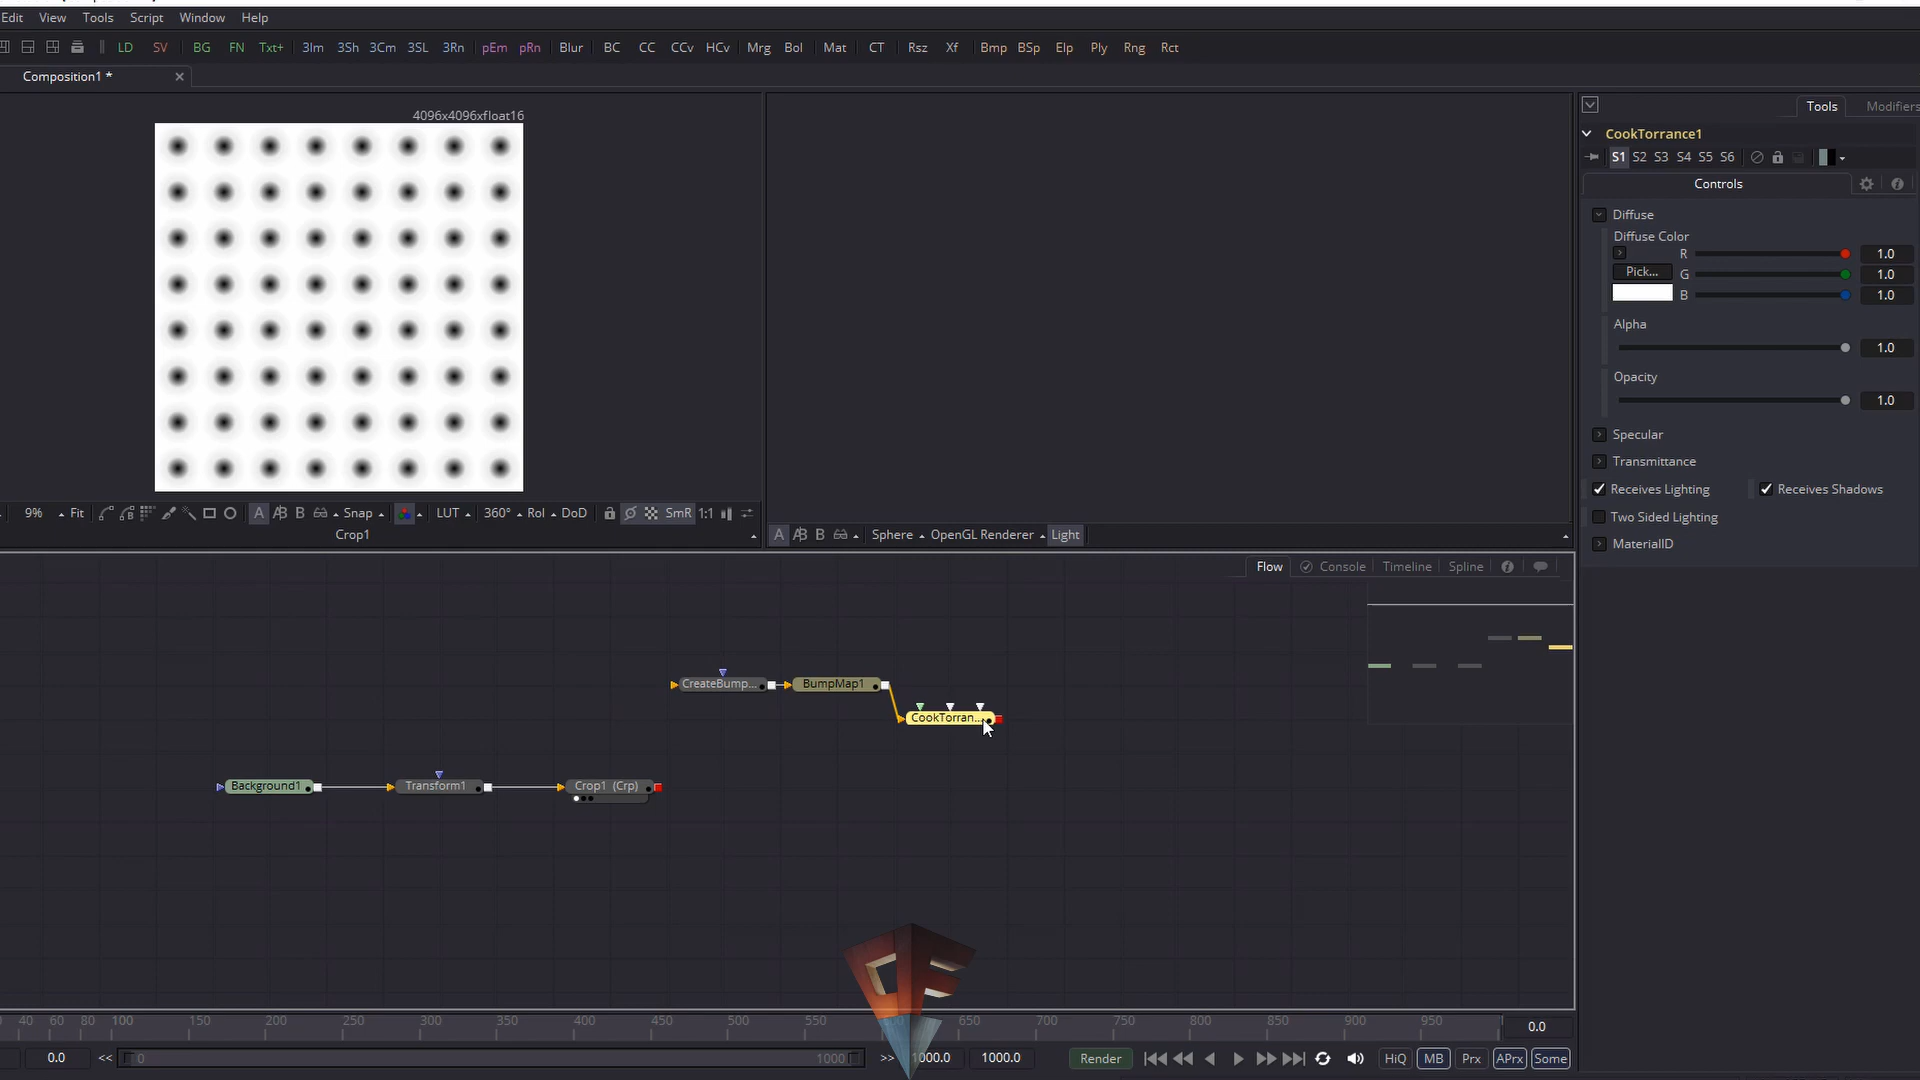 Edit View Tools Script Window Help
LD SV BG FN Txt+ 3Im 3Sh 3Cm 3SL 3Rn pEm pRn Blur BC CC CCv HCv Mrg Bol Mat CT Rsz Xf Bmp BSp Elp Ply Rng Rct
Composition1 *
4096x4096xfloat16
Tools Modifiers
CookTorrance1
S1 S2 S3 S4 S5 S6
Controls
Diffuse
Diffuse Color
R 1.0
Pick... G 1.0
B 1.0
Alpha
1.0
Opacity
1.0
Specular
Transmittance
Receives Lighting Receives Shadows
Two Sided Lighting
MaterialID
9% Fit A B Snap LUT 360° RoI DoD SmR 1:1
Crop1
A B Sphere OpenGL Renderer Light
Flow Console Timeline Spline
CreateBump... BumpMap1
CookTorran...
Background1 Transform1 Crop1 (Crp)
40 60 80 100 150 200 250 300 350 400 450 500 550 650 700 750 800 850 900 950 0.0
0.0 << 0 1000 >> 1000.0 1000.0 Render HiQ MB Prx APrx Some